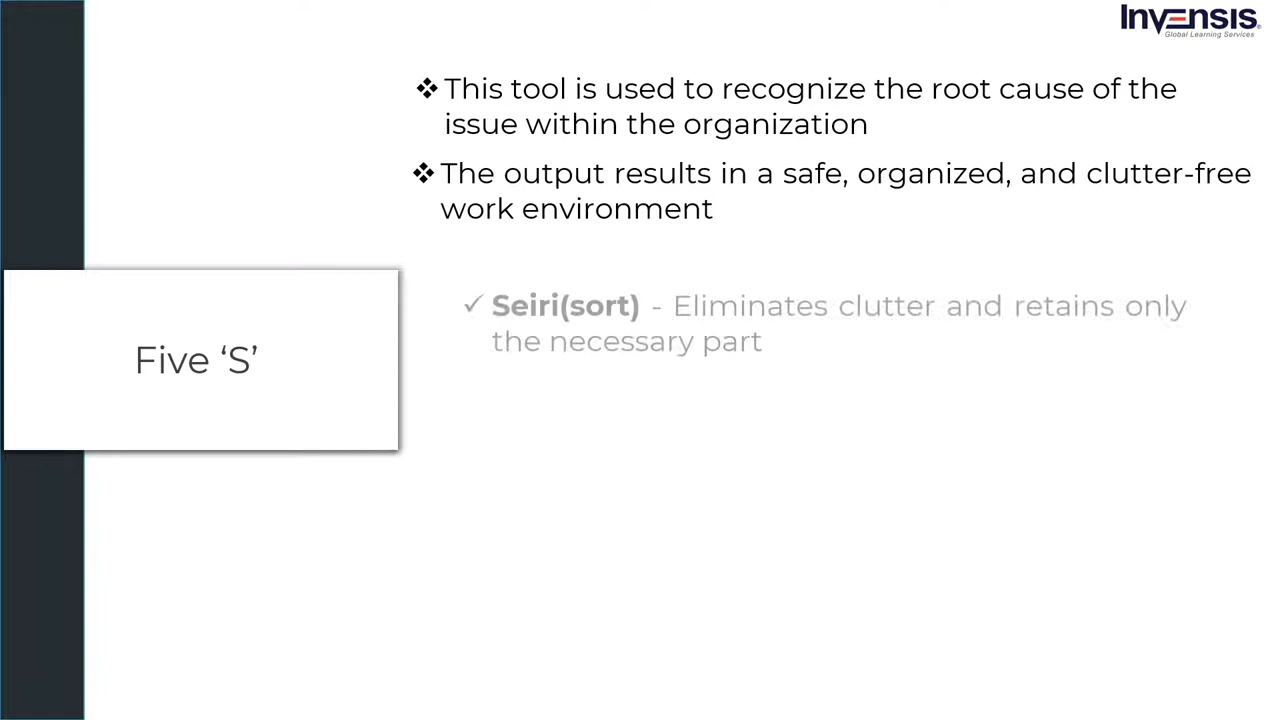 Invensis
Global Learning Services
❖ This tool is used to recognize the root cause of the
issue within the organization
❖ The output results in a safe, organized, and clutter-free
work environment
✓ Seiri(sort) - Eliminates clutter and retains only
the necessary part
Five ‘S’